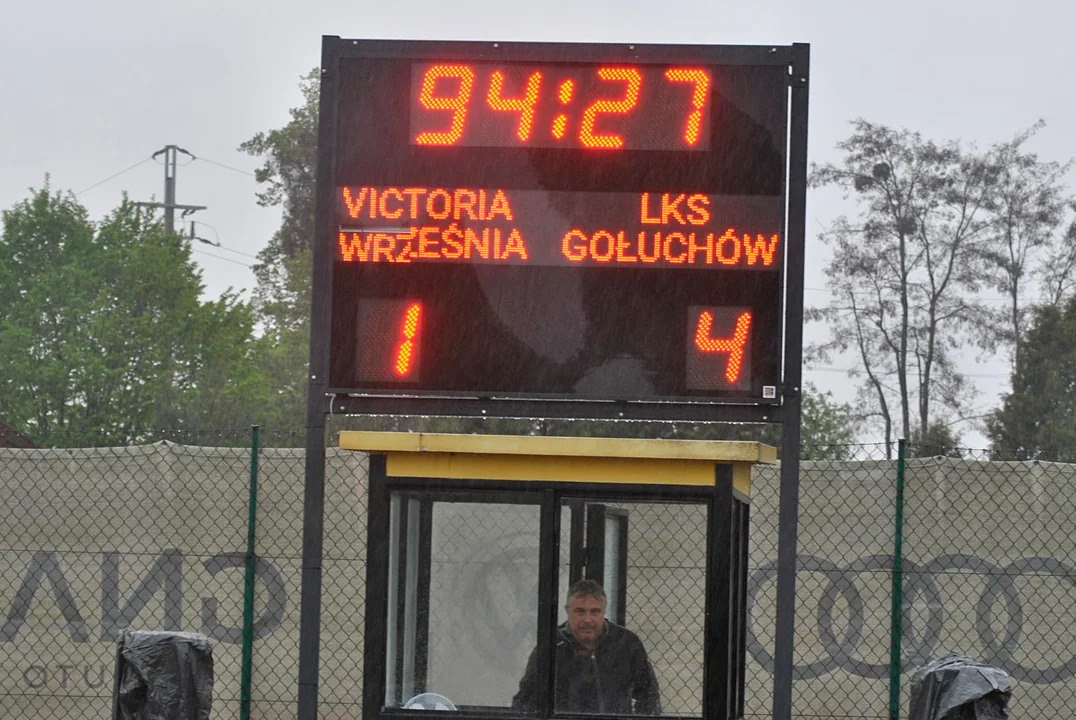 94:27
VICTORIA LKS
WRZEŚNIA GOŁUCHÓW
1 4